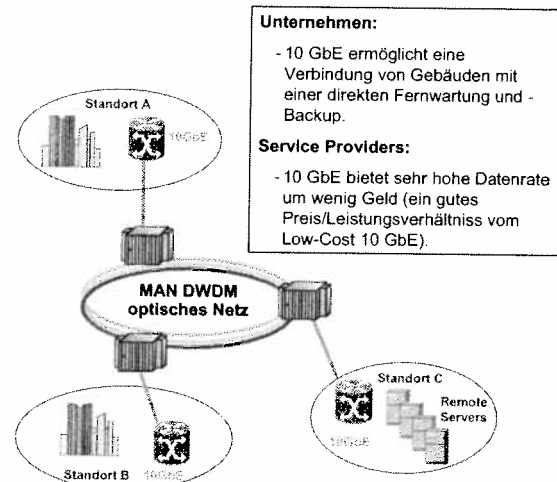 Unternehmen:
- 10 GbE ermöglicht eine
Verbindung von Gebäuden mit
einer direkten Fernwartung und -
Backup.
Service Providers:
- 10 GbE bietet sehr hohe Datenrate
um wenig Geld (ein gutes
Preis/Leistungsverhältniss vom
Low-Cost 10 GbE).
Standort A
10GbE
MAN DWDM
optisches Netz
Standort C
Remote
Servers
10GbE
Standort B
10GbE